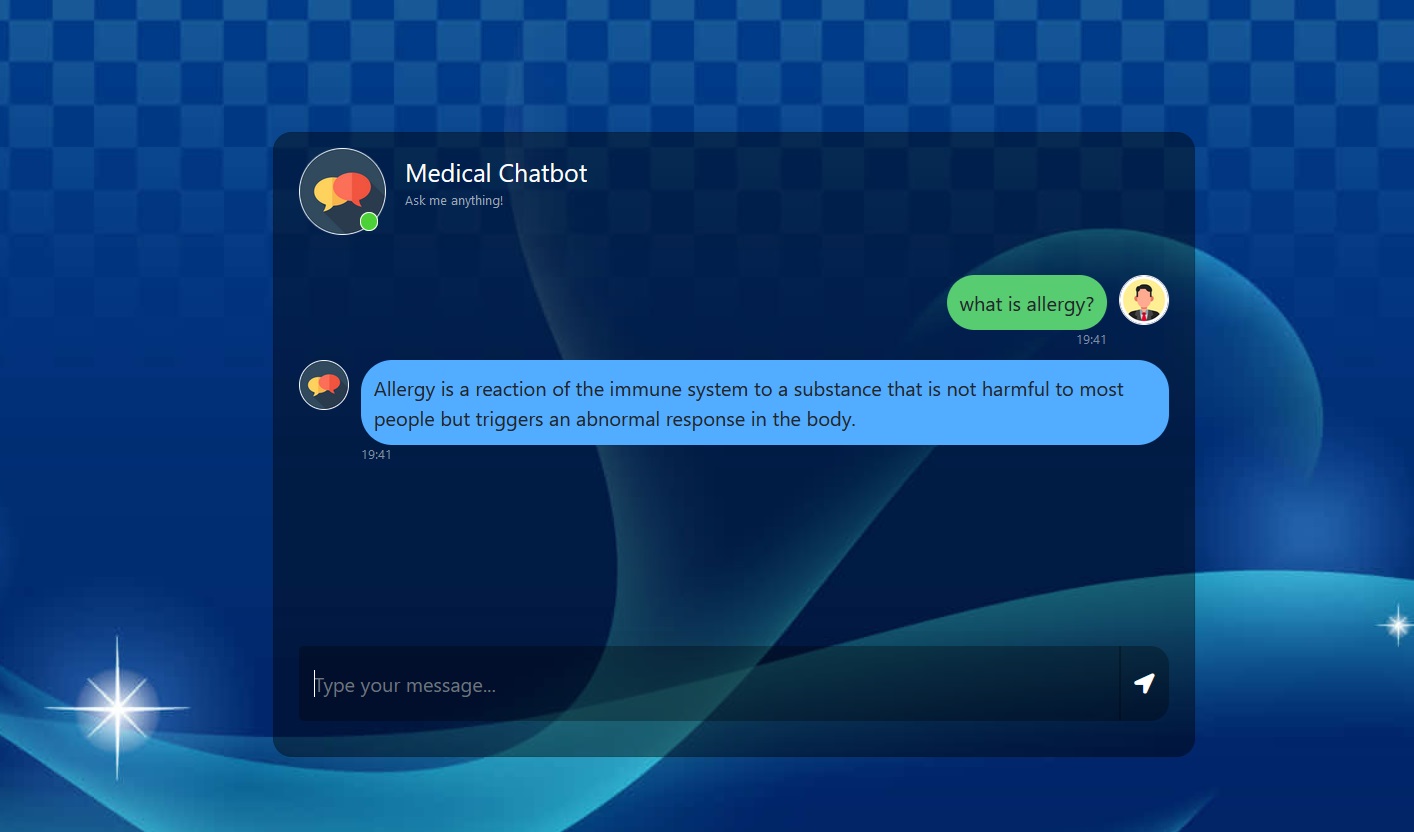 Medical Chatbot
Ask me anything!
what is allergy?
19:41
Allergy is a reaction of the immune system to a substance that is not harmful to most
people but triggers an abnormal response in the body.
19:41
Type your message...